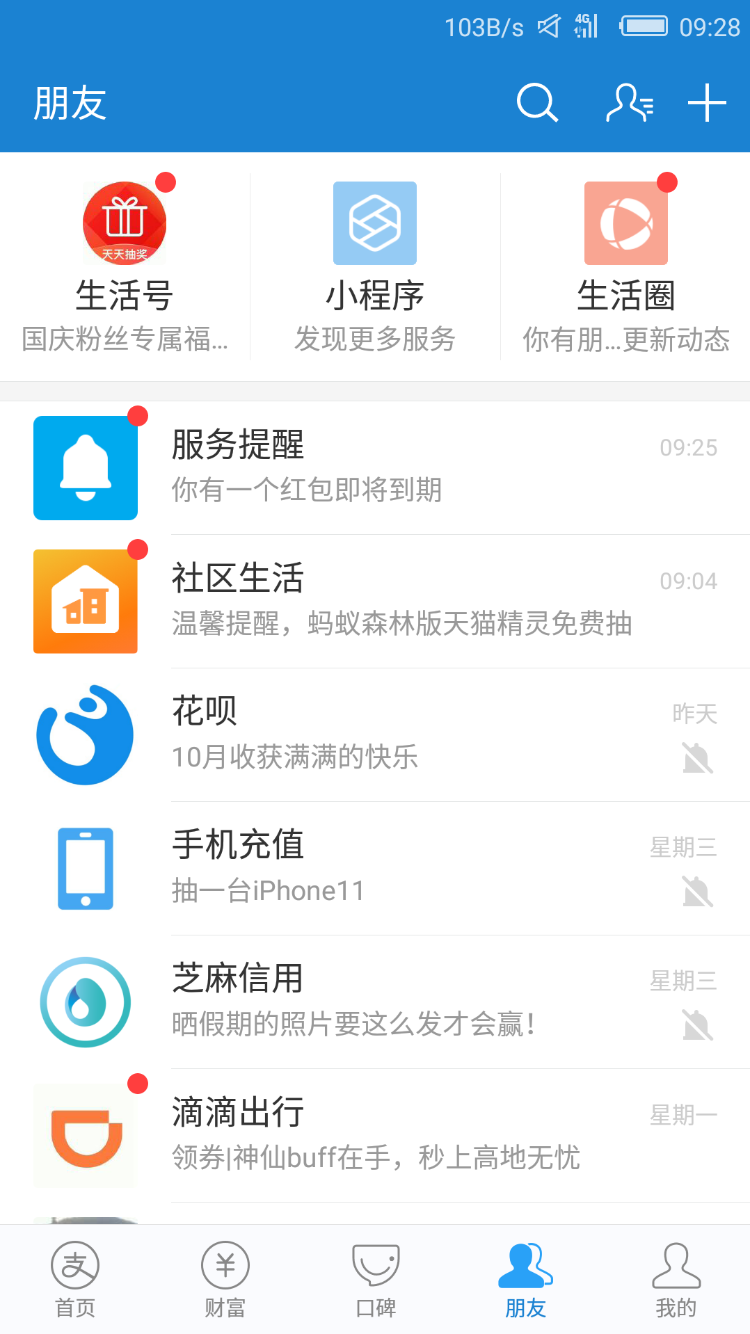 103B/s 4G 09:28
朋友
天天抽奖
生活号 小程序 生活圈
国庆粉丝专属福... 发现更多服务 你有朋...更新动态
服务提醒 09:25
你有一个红包即将到期
社区生活 09:04
温馨提醒，蚂蚁森林版天猫精灵免费抽
花呗 昨天
10月收获满满的快乐
手机充值 星期三
抽一台iPhone11
芝麻信用 星期三
晒假期的照片要这么发才会赢！
滴滴出行 星期一
领券|神仙buff在手，秒上高地无忧
支 ¥
首页 财富 口碑 朋友 我的